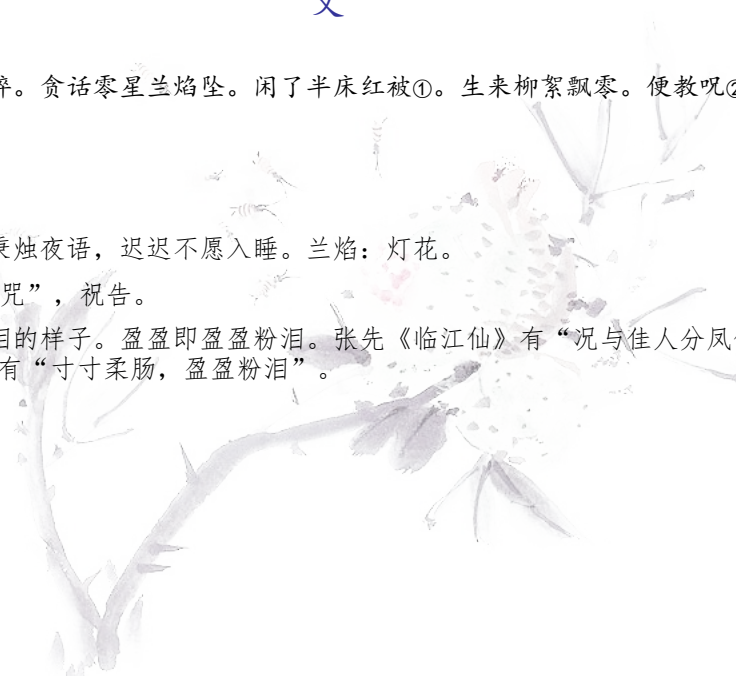 文
醉。贪话零星兰焰坠。闲了半床红被①。生来柳絮飘零。便教呪②
秉烛夜语，迟迟不愿入睡。兰焰：灯花。
咒”，祝告。
泪的样子。盈盈即盈盈粉泪。张先《临江仙》有“况与佳人分凤
有“寸寸柔肠，盈盈粉泪”。